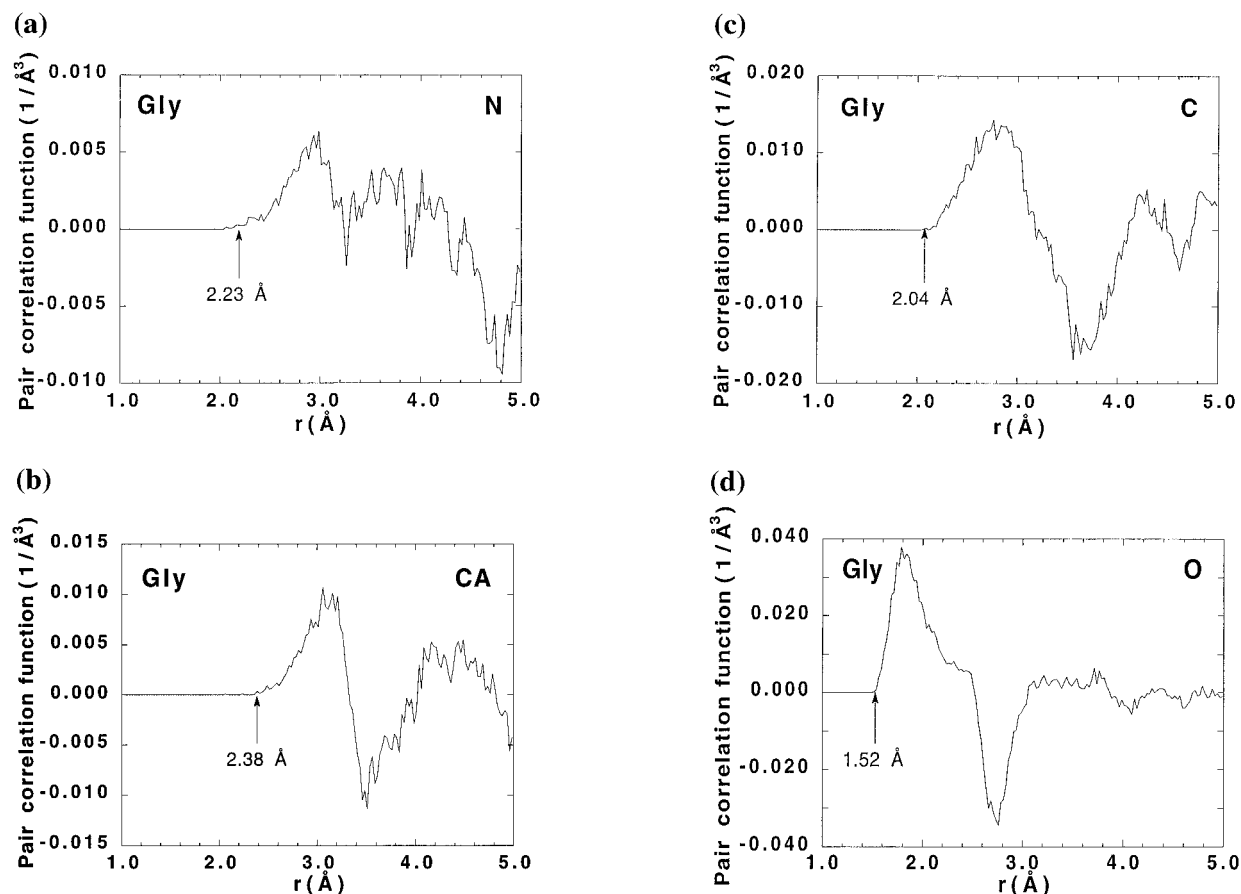 (a)
Pair correlation function (1/Å³)
0.010
0.005
0.000
-0.005
-0.010
Gly
N
2.23 Å
1.0 2.0 3.0 4.0 5.0
r(Å)
(c)
Pair correlation function (1/Å³)
0.020
0.010
0.000
-0.010
-0.020
Gly
C
2.04 Å
1.0 2.0 3.0 4.0 5.0
r(Å)
(b)
Pair correlation function (1/Å³)
0.015
0.010
0.005
0.000
-0.005
-0.010
-0.015
Gly
CA
2.38 Å
1.0 2.0 3.0 4.0 5.0
r(Å)
(d)
Pair correlation function (1/Å³)
0.040
0.020
0.000
-0.020
-0.040
Gly
O
1.52 Å
1.0 2.0 3.0 4.0 5.0
r(Å)